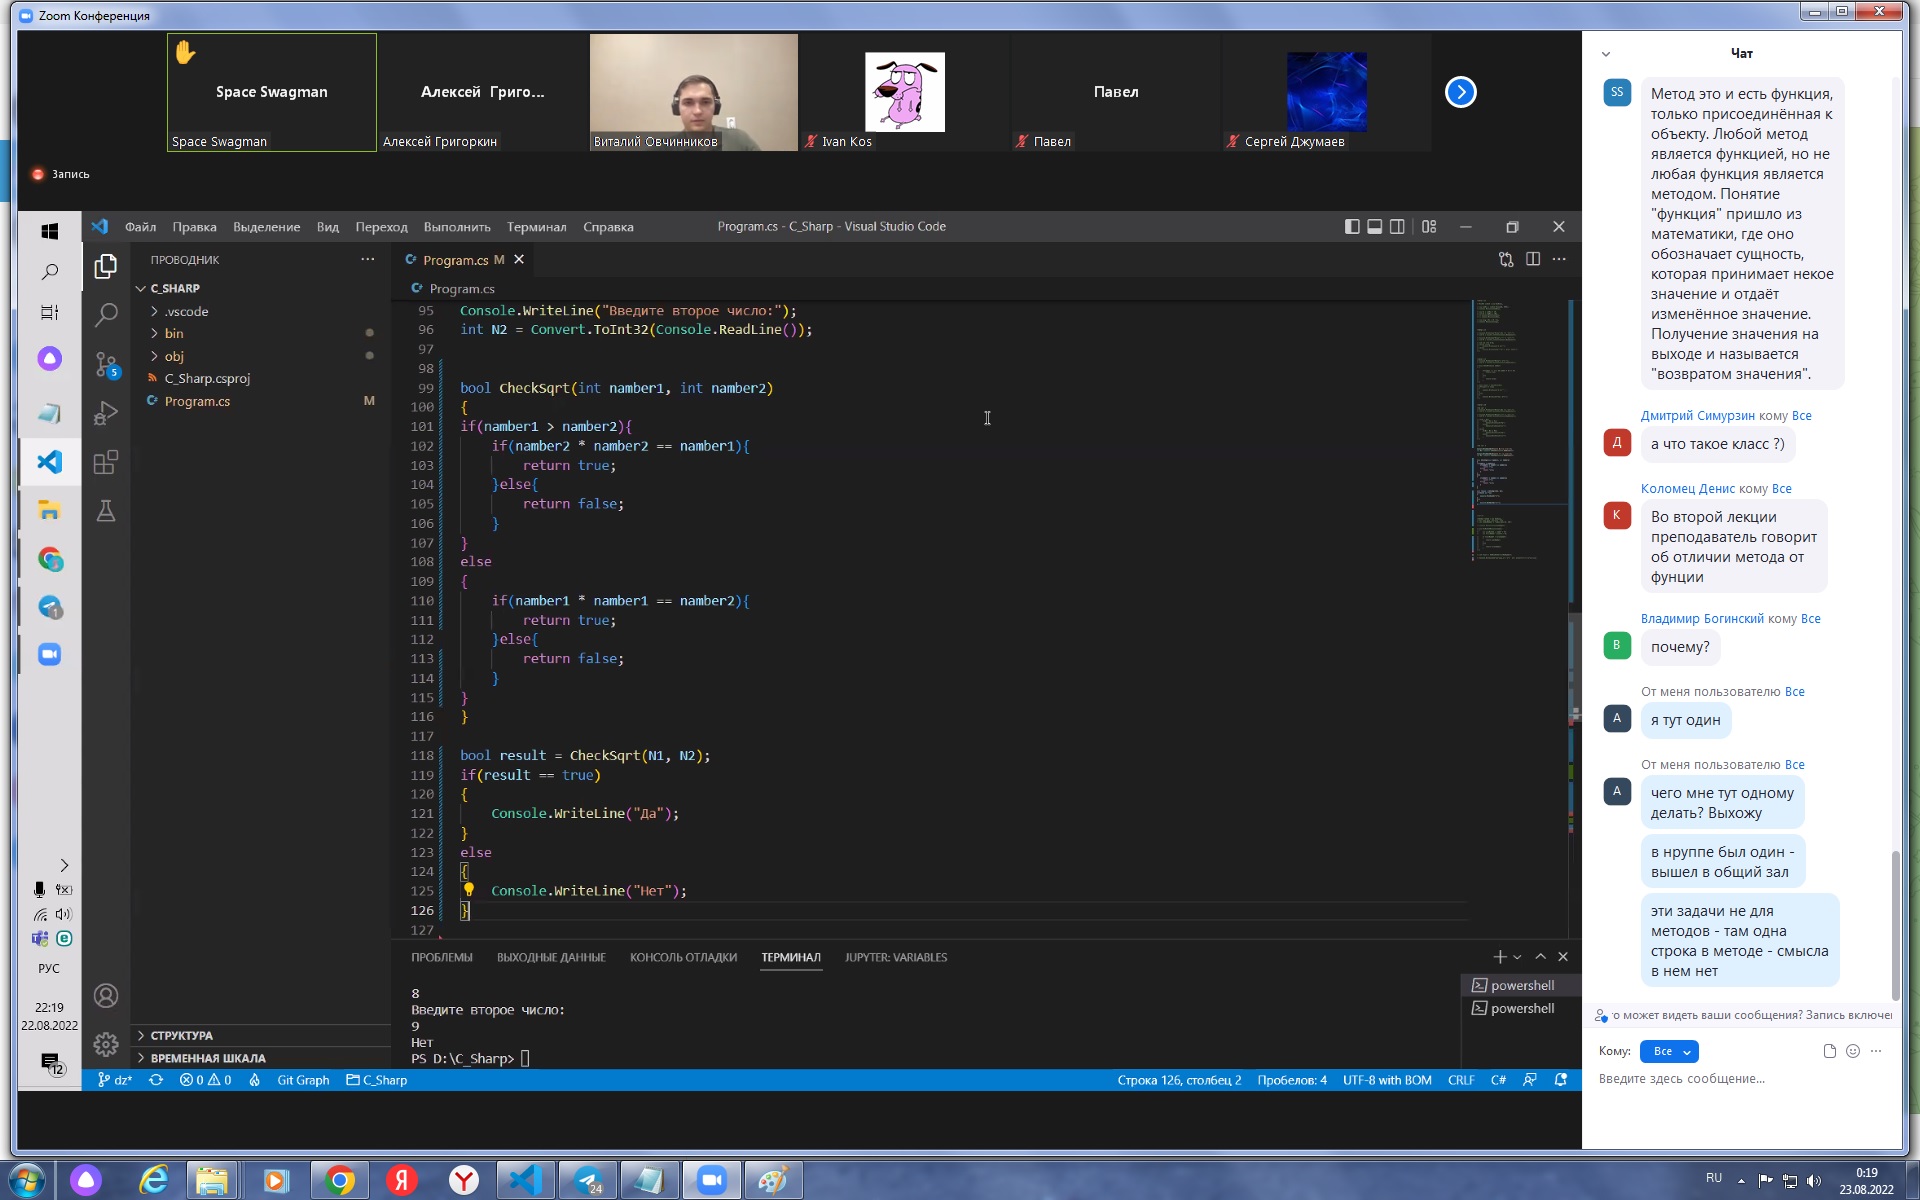 Zoom Конференция
Space Swagman
Space Swagman
Алексей Григо...
Алексей Григоркин
Виталий Овчинников
Ivan Kos
Павел
Павел
Сергей Джумаев
Запись
Файл Правка Выделение Вид Переход Выполнить Терминал Справка
Program.cs - C_Sharp - Visual Studio Code
ПРОВОДНИК
C_SHARP
.vscode
bin
obj
C_Sharp.csproj
Program.cs M
5
1
СТРУКТУРА
ВРЕМЕННАЯ ШКАЛА
Program.cs M
Program.cs
95 Console.WriteLine("Введите второе число:");
96 int N2 = Convert.ToInt32(Console.ReadLine());
97
98
99 bool CheckSqrt(int namber1, int namber2)
100 {
101 if(namber1 > namber2){
102 if(namber2 * namber2 == namber1){
103 return true;
104 }else{
105 return false;
106 }
107 }
108 else
109 {
110 if(namber1 * namber1 == namber2){
111 return true;
112 }else{
113 return false;
114 }
115 }
116 }
117
118 bool result = CheckSqrt(N1, N2);
119 if(result == true)
120 {
121 Console.WriteLine("Да");
122 }
123 else
124 {
125 Console.WriteLine("Нет");
126 }
127
ПРОБЛЕМЫ ВЫХОДНЫЕ ДАННЫЕ КОНСОЛЬ ОТЛАДКИ ТЕРМИНАЛ JUPYTER: VARIABLES
8
Введите второе число:
9
Нет
PS D:\C_Sharp>
powershell
powershell
РУС
22:19
22.08.2022
12
dz* 0 0 Git Graph C_Sharp
Строка 126, столбец 2 Пробелов: 4 UTF-8 with BOM CRLF C#
Чат
SS
Метод это и есть функция,
только присоединённая к
объекту. Любой метод
является функцией, но не
любая функция является
методом. Понятие
"функция" пришло из
математики, где оно
обозначает сущность,
которая принимает некое
значение и отдаёт
изменённое значение.
Получение значения на
выходе и называется
"возвратом значения".
Дмитрий Симурзин кому Все
Д
а что такое класс ?)
Коломец Денис кому Все
К
Во второй лекции
преподаватель говорит
об отличии метода от
фунции
Владимир Богинский кому Все
В
почему?
От меня пользователю Все
А
я тут один
От меня пользователю Все
А
чего мне тут одному
делать? Выхожу
в нруппе был один -
вышел в общий зал
эти задачи не для
методов - там одна
строка в методе - смысла
в нем нет
о может видеть ваши сообщения? Запись включе
Кому: Все
Введите здесь сообщение...
24
RU
0:19
23.08.2022